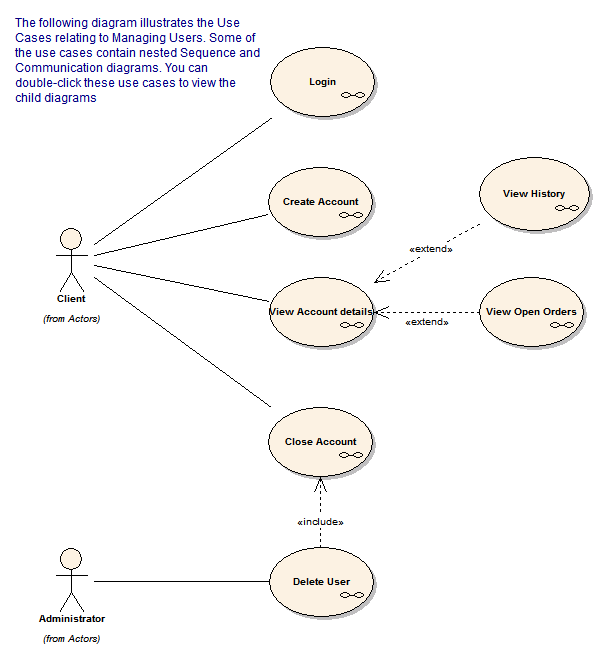 The following diagram illustrates the Use
Cases relating to Managing Users. Some of
the use cases contain nested Sequence and
Communication diagrams. You can
double-click these use cases to view the
child diagrams
Login
Create Account
View History
«extend»
Client
(from Actors)
View Account details
View Open Orders
«extend»
Close Account
«include»
Delete User
Administrator
(from Actors)